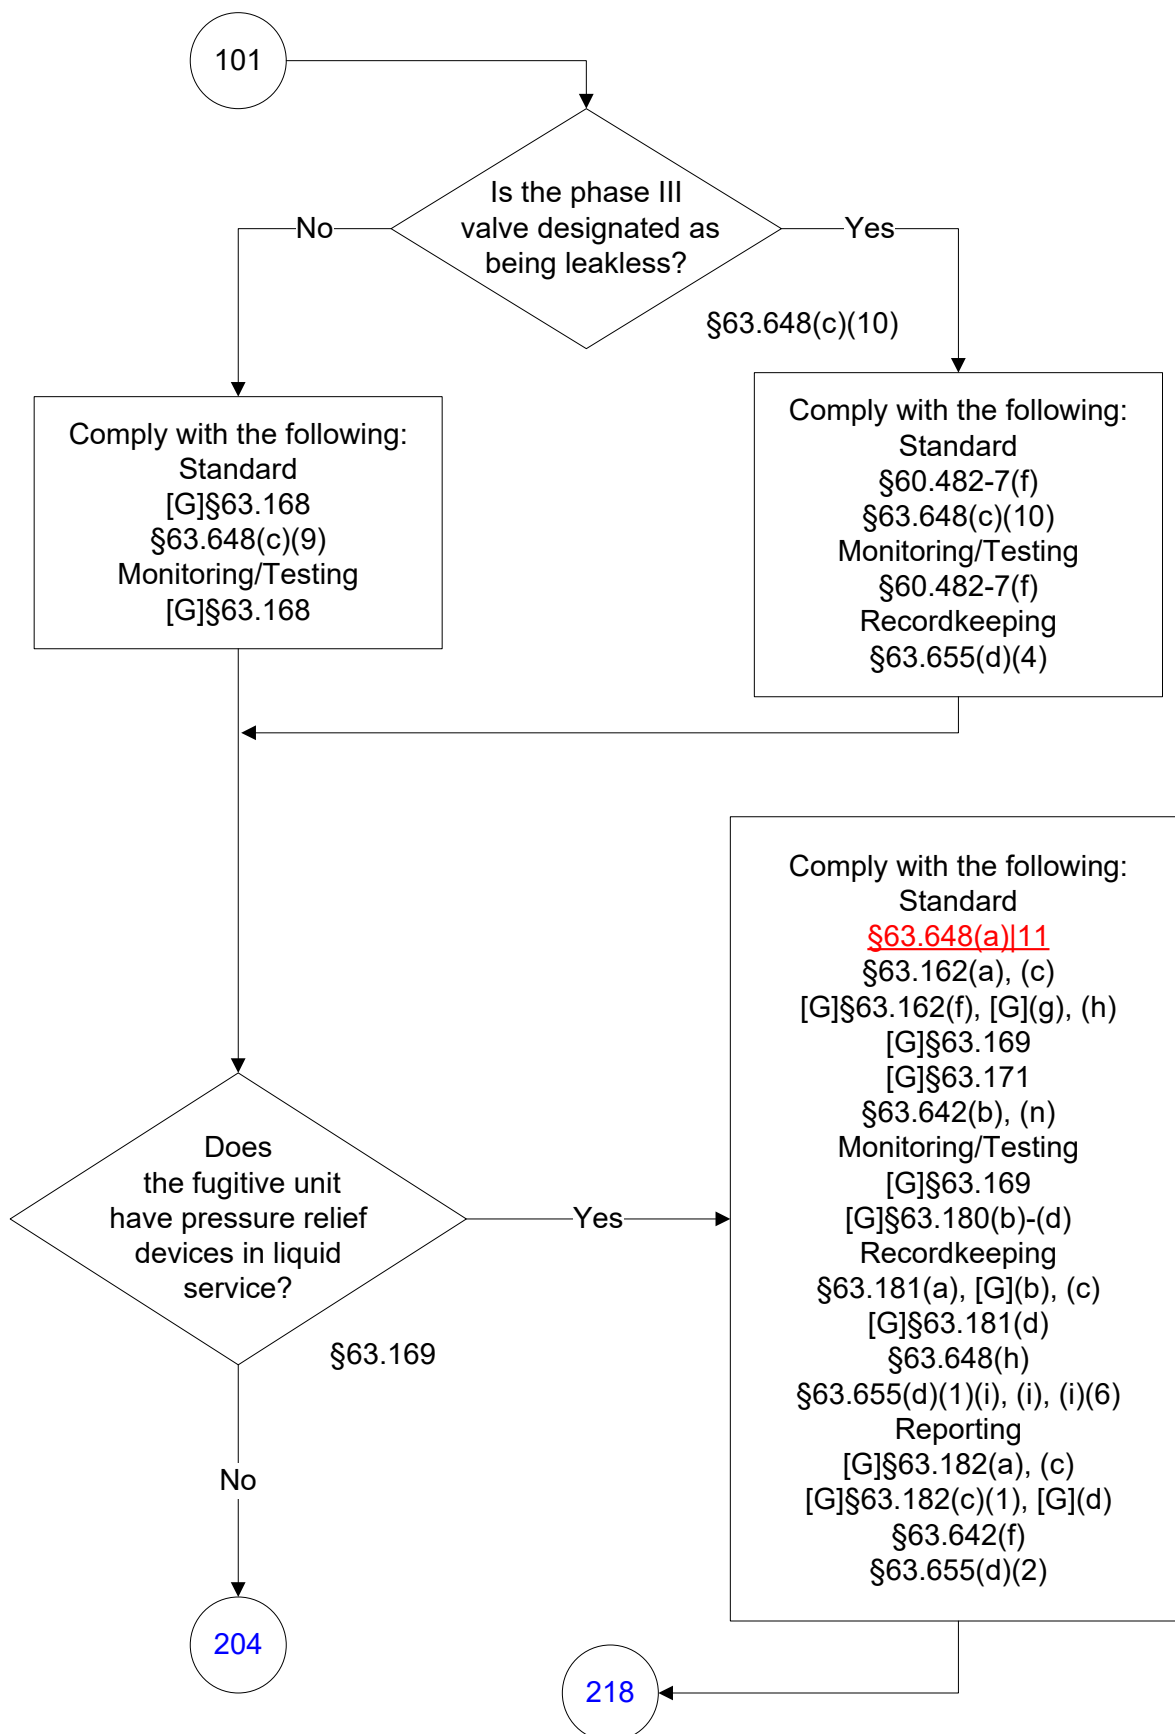 101
Is the phase III
valve designated as
being leakless?
No
Yes
§63.648(c)(10)
Comply with the following:
Standard
[G]§63.168
§63.648(c)(9)
Monitoring/Testing
[G]§63.168
Comply with the following:
Standard
§60.482-7(f)
§63.648(c)(10)
Monitoring/Testing
§60.482-7(f)
Recordkeeping
§63.655(d)(4)
Does
the fugitive unit
have pressure relief
devices in liquid
service?
Yes
§63.169
No
Comply with the following:
Standard
§63.648(a)|11
§63.162(a), (c)
[G]§63.162(f), [G](g), (h)
[G]§63.169
[G]§63.171
§63.642(b), (n)
Monitoring/Testing
[G]§63.169
[G]§63.180(b)-(d)
Recordkeeping
§63.181(a), [G](b), (c)
[G]§63.181(d)
§63.648(h)
§63.655(d)(1)(i), (i), (i)(6)
Reporting
[G]§63.182(a), (c)
[G]§63.182(c)(1), [G](d)
§63.642(f)
§63.655(d)(2)
204
218